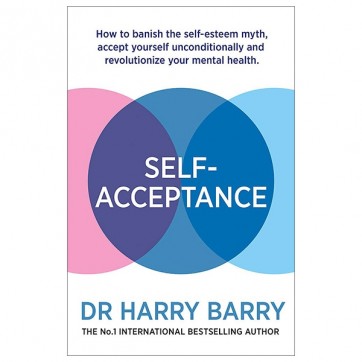 How to banish the self-esteem myth,
accept yourself unconditionally and
revolutionize your mental health.
SELF-
ACCEPTANCE
DR HARRY BARRY
THE No.1 INTERNATIONAL BESTSELLING AUTHOR